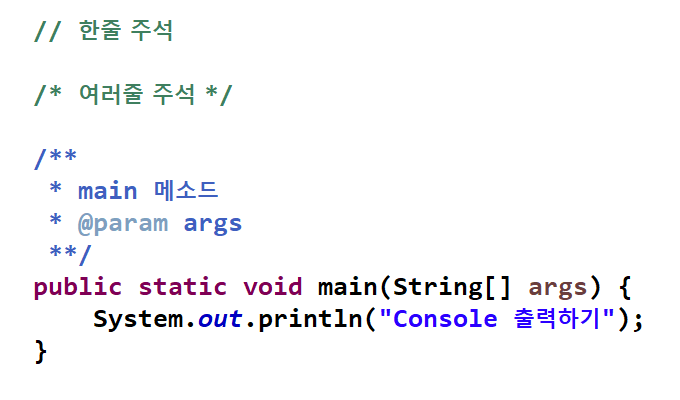 // 한줄 주석
/* 여러줄 주석 */
/**
* main 메소드
* @param args
**/
public static void main(String[] args) {
System.out.println("Console 출력하기");
}